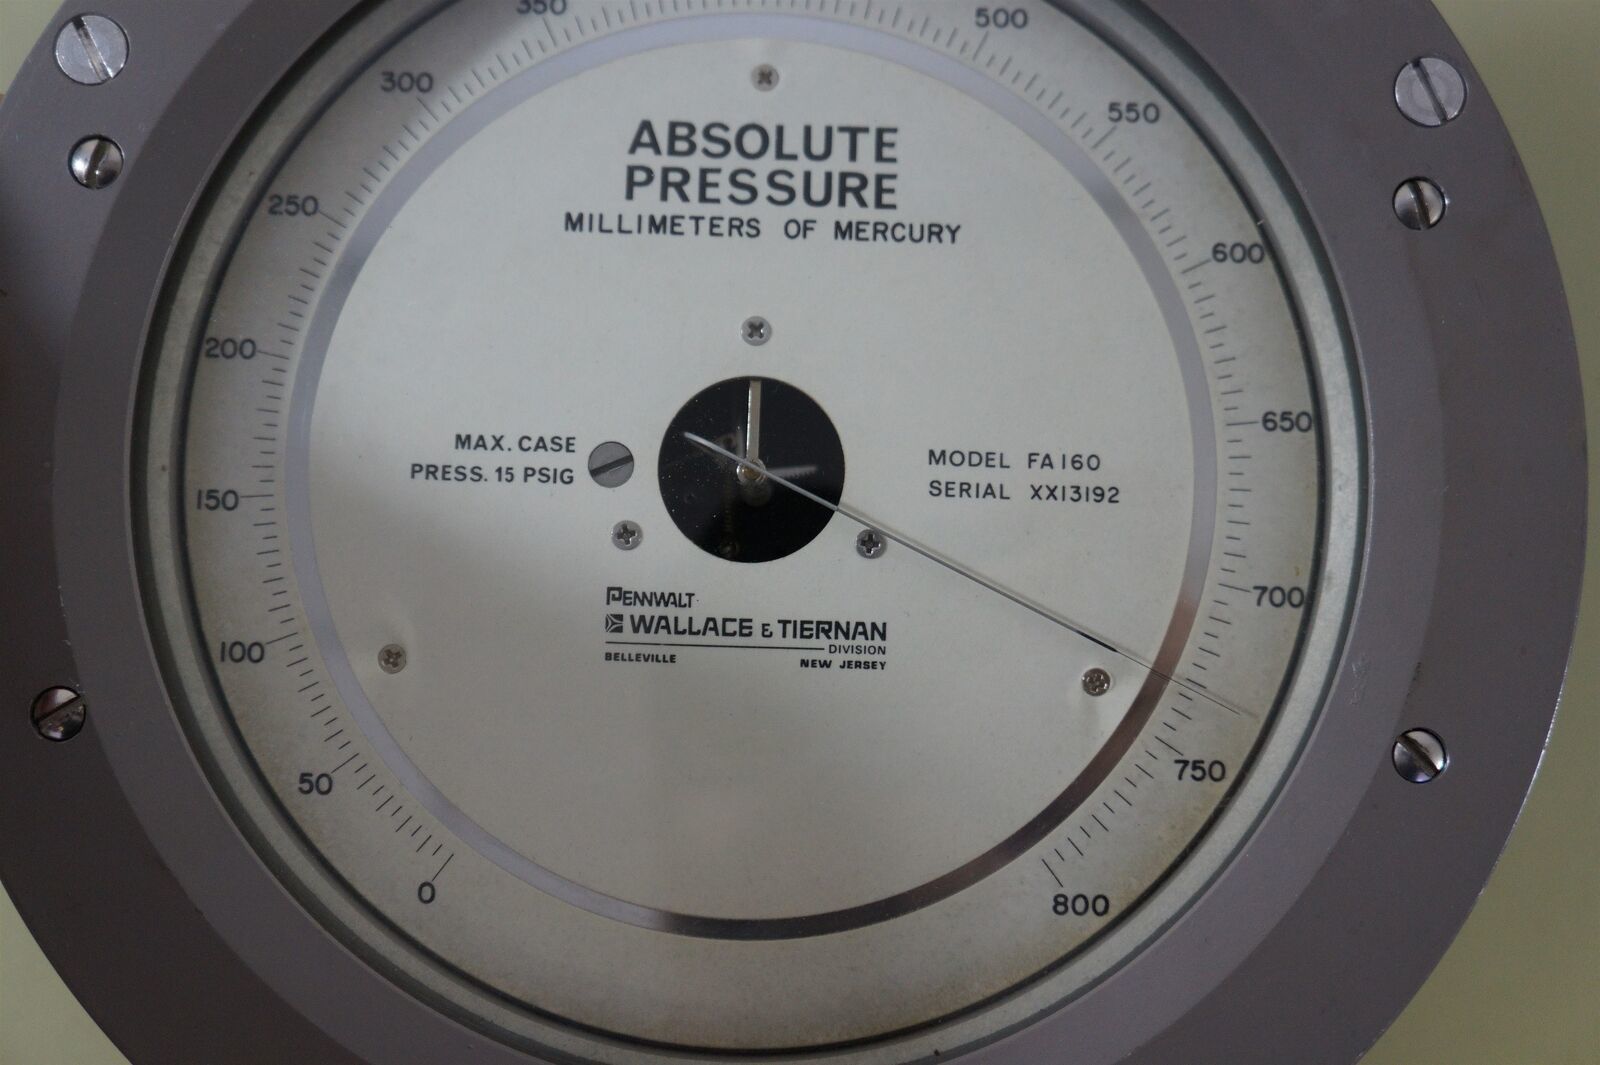 350
500
300
550
ABSOLUTE
PRESSURE
MILLIMETERS OF MERCURY
250
600
200
650
MAX. CASE
PRESS. 15 PSIG
MODEL FA160
SERIAL XX13192
150
700
PENNWALT
WALLACE & TIERNAN
DIVISION
BELLEVILLE NEW JERSEY
100
750
50
0
800